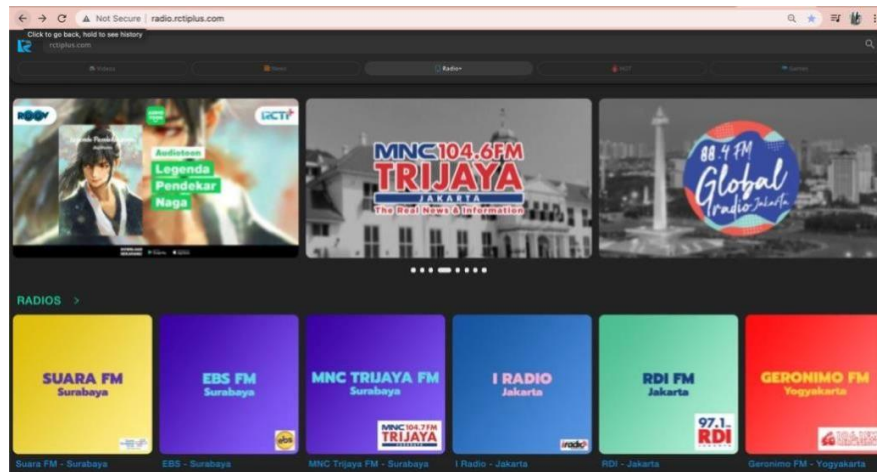 Not Secure | radio.rctiplus.com
Click to go back, hold to see history
rctiplus.com
Videos
News
Radio+
HOT
Games
ROOV
RCTI+
Audiotoon
Legenda
Pendekar
Naga
MNC 104.6FM
TRIJAYA
JAKARTA
The Real News & Information
88.4 FM
Global
radio Jakarta
RADIOS >
SUARA FM
Surabaya
EBS FM
Surabaya
ebs
MNC TRIJAYA FM
Surabaya
MNC 104.7FM
TRIJAYA
I RADIO
Jakarta
iradio
RDI FM
Jakarta
97.1
RDI
GERONIMO FM
Yogyakarta
Suara FM - Surabaya
EBS - Surabaya
MNC Trijaya FM - Surabaya
I Radio - Jakarta
RDI - Jakarta
Geronimo FM - Yogyakarta